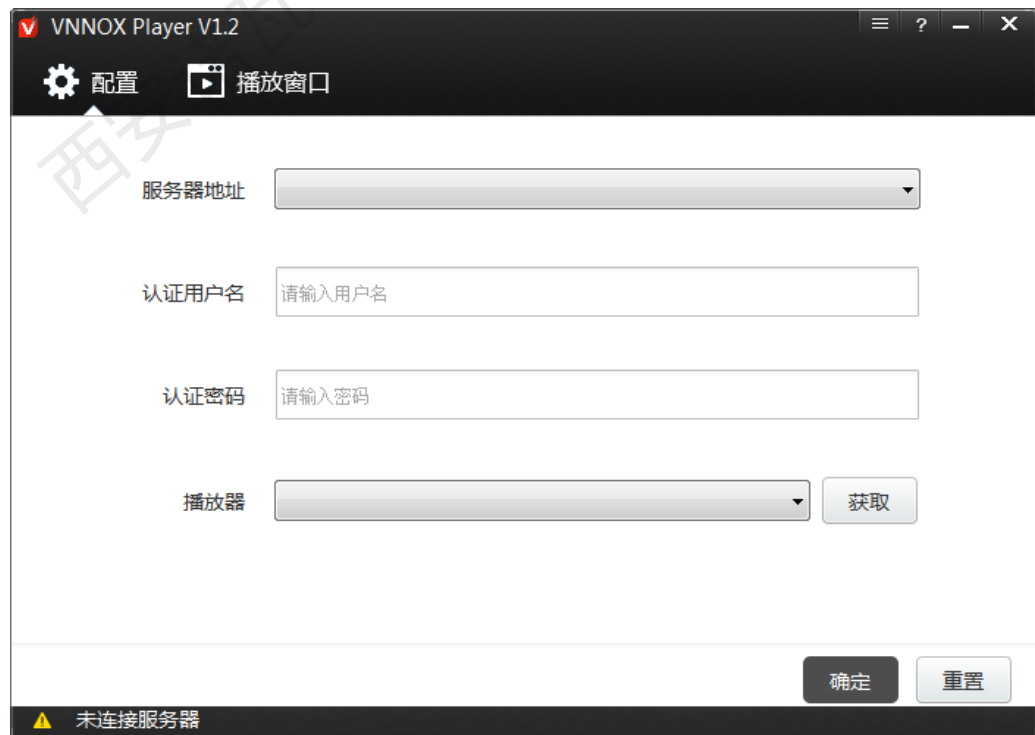 VNNOX Player V1.2
配置 播放窗口
服务器地址
认证用户名 请输入用户名
认证密码 请输入密码
播放器 获取
确定 重置
未连接服务器
西安